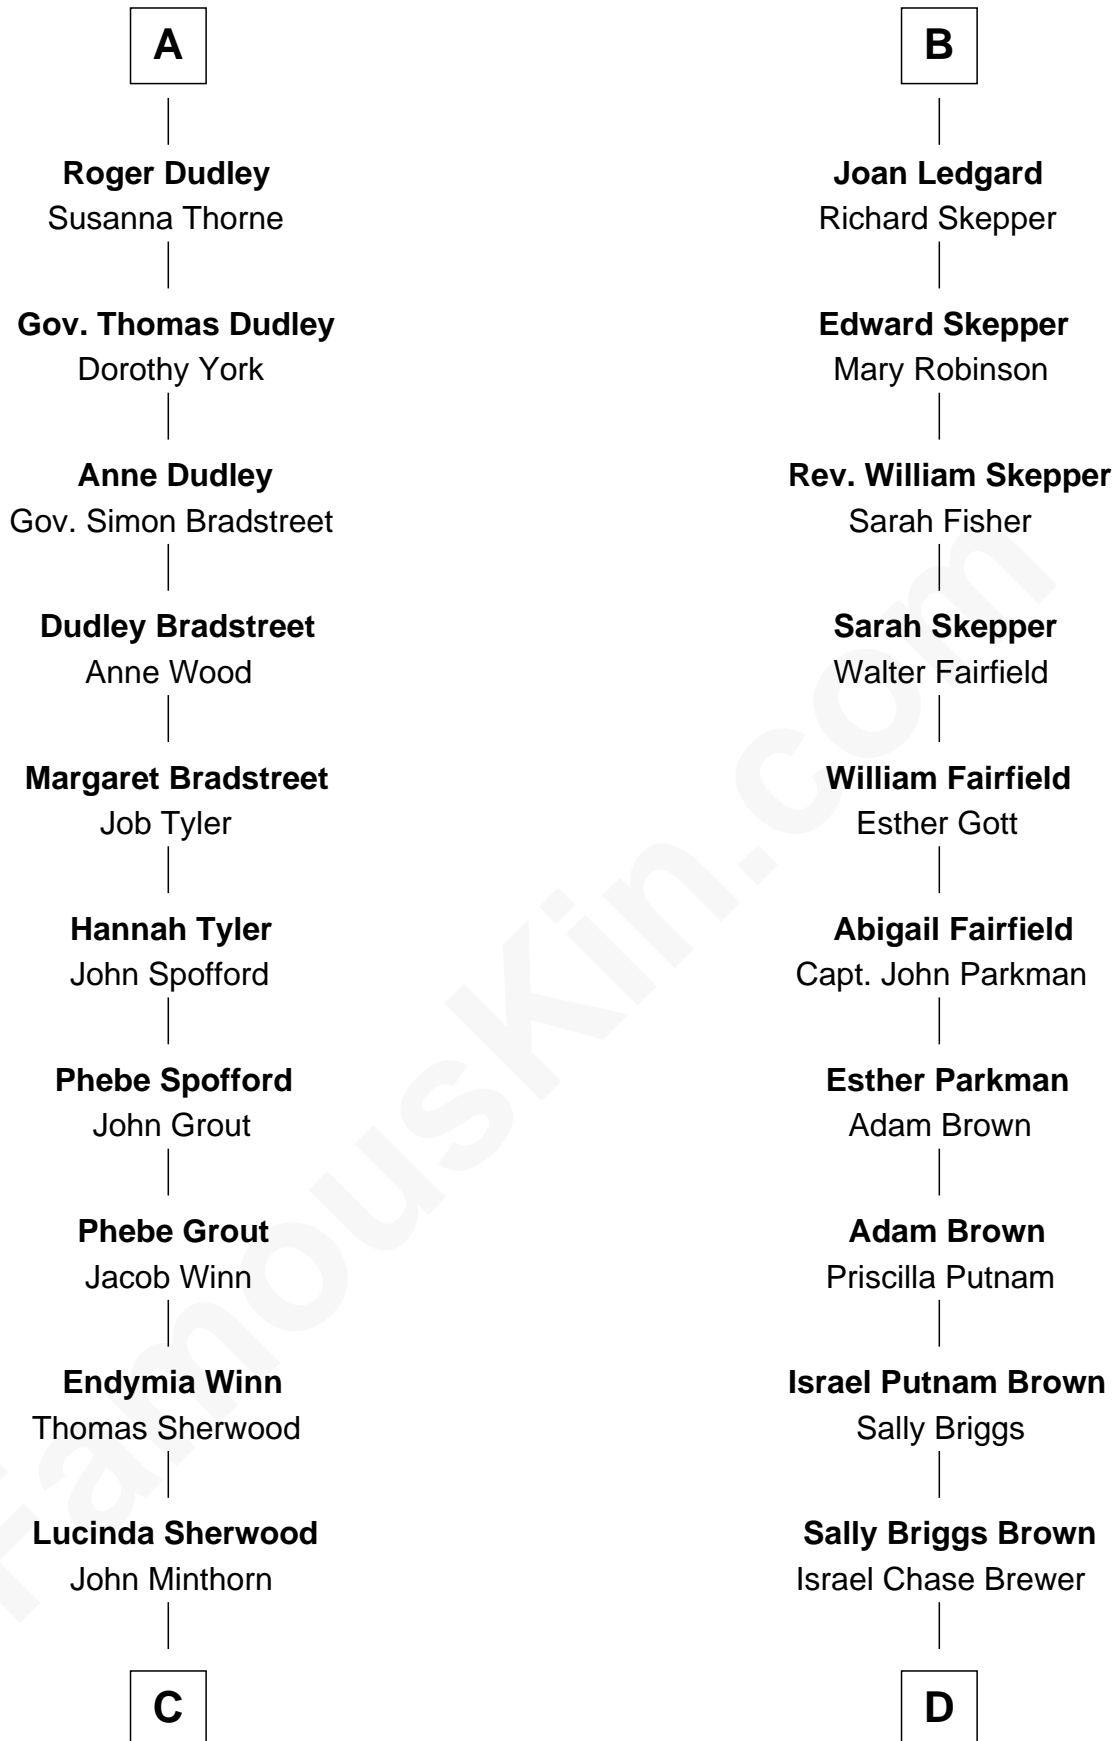 A
Roger Dudley
Susanna Thorne
Gov. Thomas Dudley
Dorothy York
Anne Dudley
Gov. Simon Bradstreet
Dudley Bradstreet
Anne Wood
Margaret Bradstreet
Job Tyler
Hannah Tyler
John Spofford
Phebe Spofford
John Grout
Phebe Grout
Jacob Winn
Endymia Winn
Thomas Sherwood
Lucinda Sherwood
John Minthorn
C
B
Joan Ledgard
Richard Skepper
Edward Skepper
Mary Robinson
Rev. William Skepper
Sarah Fisher
Sarah Skepper
Walter Fairfield
William Fairfield
Esther Gott
Abigail Fairfield
Capt. John Parkman
Esther Parkman
Adam Brown
Adam Brown
Priscilla Putnam
Israel Putnam Brown
Sally Briggs
Sally Briggs Brown
Israel Chase Brewer
D
FamousKin.com